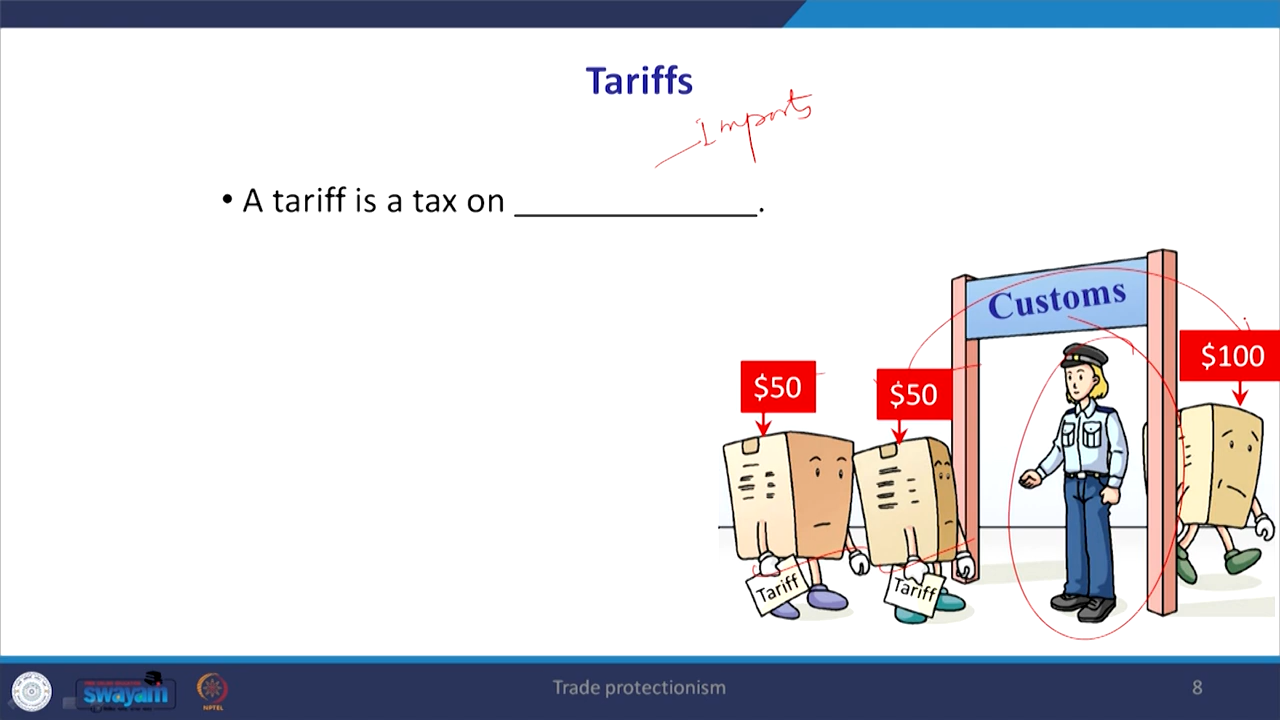 Tariffs
Imports
• A tariff is a tax on ______________.
Customs
$50
$50
$100
Tariff
Tariff
swayam
NPTEL
Trade protectionism
8